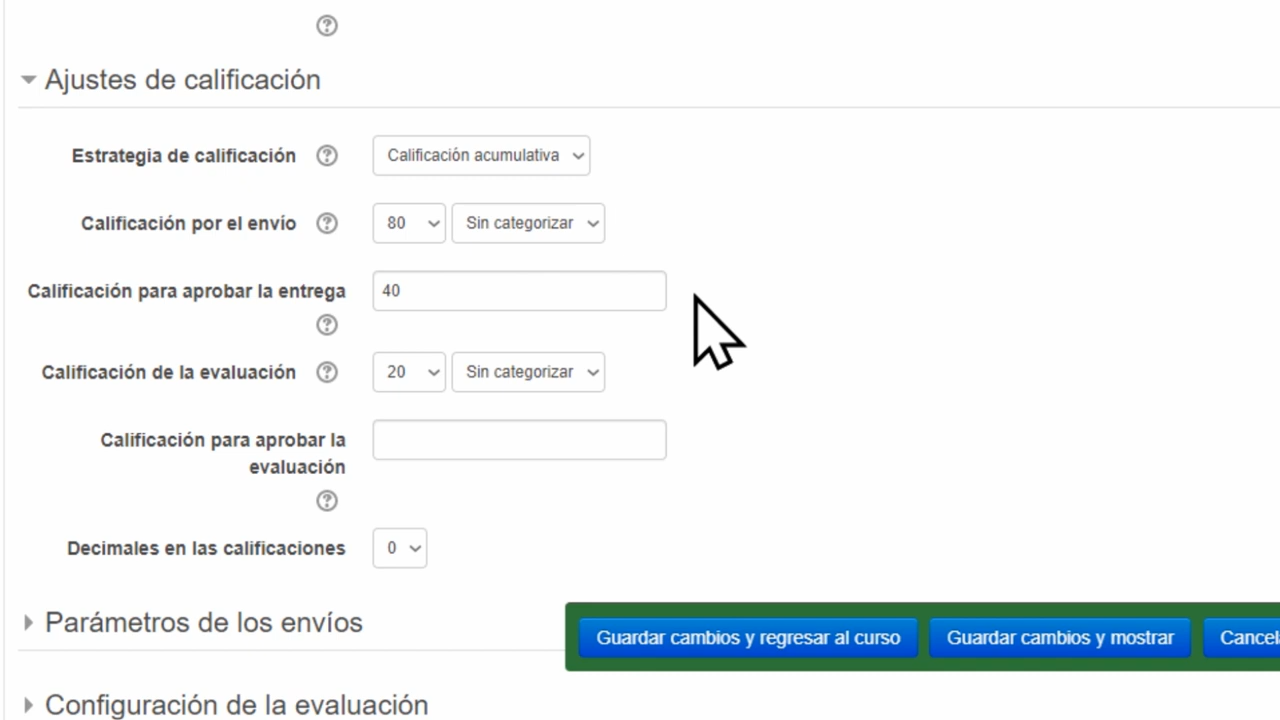 Ajustes de calificación
Estrategia de calificación
Calificación acumulativa
Calificación por el envío
80
Sin categorizar
Calificación para aprobar la entrega
40
Calificación de la evaluación
20
Sin categorizar
Calificación para aprobar la
evaluación
Decimales en las calificaciones
0
Parámetros de los envíos
Guardar cambios y regresar al curso
Guardar cambios y mostrar
Cancela
Configuración de la evaluación